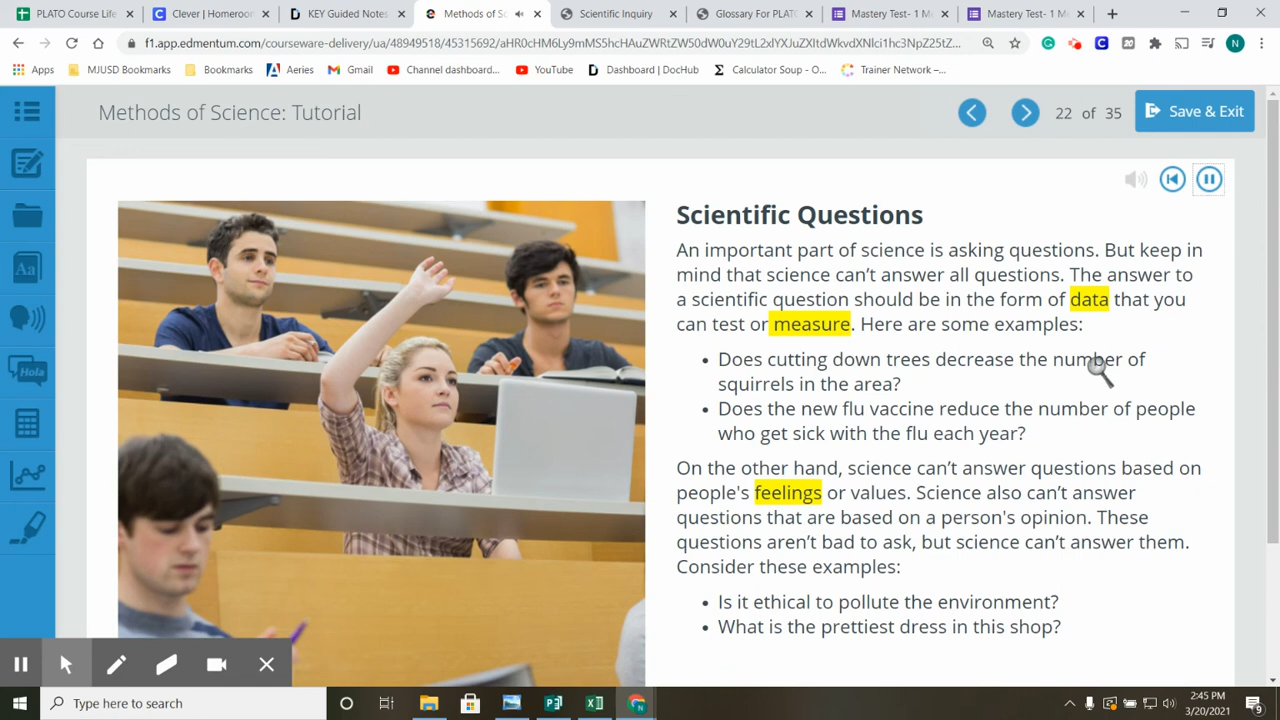 PLATO Course Life
Clever | Homeroom
KEY Guided Notes
Methods of Sc
Scientific Inquiry
Glossary For PLATO
Mastery Test- 1 M
Mastery Test- 1 M
f1.app.edmentum.com/courseware-delivery/ua/48949518/45315692/
Apps
MJUSD Bookmarks
Bookmarks
Aeries
Gmail
Channel dashboard...
YouTube
Dashboard | DocHub
Calculator Soup - O...
Trainer Network –...
Methods of Science: Tutorial
22 of 35
Save & Exit
Aa
Hola
Scientific Questions
An important part of science is asking questions. But keep in
mind that science can't answer all questions. The answer to
a scientific question should be in the form of data that you
can test or measure. Here are some examples:
• Does cutting down trees decrease the number of
squirrels in the area?
• Does the new flu vaccine reduce the number of people
who get sick with the flu each year?
On the other hand, science can't answer questions based on
people's feelings or values. Science also can't answer
questions that are based on a person's opinion. These
questions aren't bad to ask, but science can't answer them.
Consider these examples:
• Is it ethical to pollute the environment?
• What is the prettiest dress in this shop?
Type here to search
2:45 PM
3/20/2021